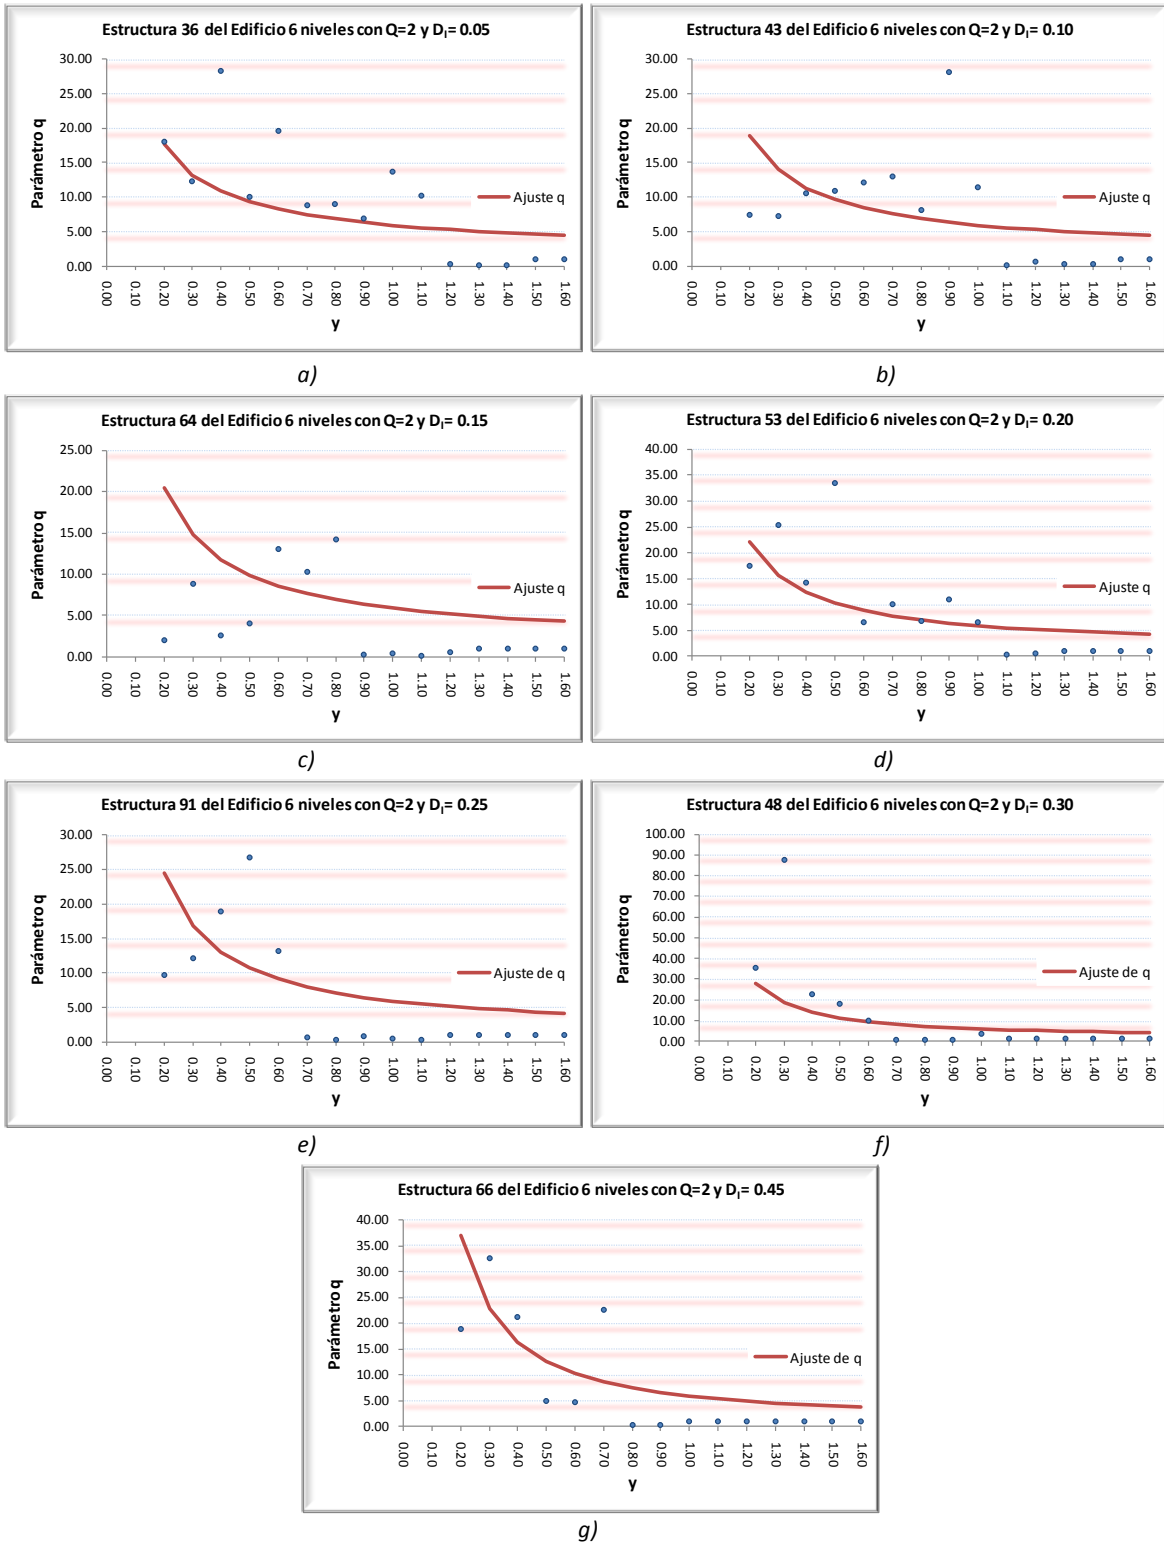 Estructura 36 del Edificio 6 niveles con Q=2 y DI= 0.05
30.00
25.00
20.00
15.00
10.00
5.00
0.00
Parámetro q
Ajuste q
0.00 0.10 0.20 0.30 0.40 0.50 0.60 0.70 0.80 0.90 1.00 1.10 1.20 1.30 1.40 1.50 1.60
y
a)
Estructura 43 del Edificio 6 niveles con Q=2 y DI= 0.10
30.00
25.00
20.00
15.00
10.00
5.00
0.00
Parámetro q
Ajuste q
0.00 0.10 0.20 0.30 0.40 0.50 0.60 0.70 0.80 0.90 1.00 1.10 1.20 1.30 1.40 1.50 1.60
y
b)
Estructura 64 del Edificio 6 niveles con Q=2 y DI= 0.15
25.00
20.00
15.00
10.00
5.00
0.00
Parámetro q
Ajuste q
0.00 0.10 0.20 0.30 0.40 0.50 0.60 0.70 0.80 0.90 1.00 1.10 1.20 1.30 1.40 1.50 1.60
y
c)
Estructura 53 del Edificio 6 niveles con Q=2 y DI= 0.20
40.00
35.00
30.00
25.00
20.00
15.00
10.00
5.00
0.00
Parámetro q
Ajuste q
0.00 0.10 0.20 0.30 0.40 0.50 0.60 0.70 0.80 0.90 1.00 1.10 1.20 1.30 1.40 1.50 1.60
y
d)
Estructura 91 del Edificio 6 niveles con Q=2 y DI= 0.25
30.00
25.00
20.00
15.00
10.00
5.00
0.00
Parámetro q
Ajuste de q
0.00 0.10 0.20 0.30 0.40 0.50 0.60 0.70 0.80 0.90 1.00 1.10 1.20 1.30 1.40 1.50 1.60
y
e)
Estructura 48 del Edificio 6 niveles con Q=2 y DI= 0.30
100.00
90.00
80.00
70.00
60.00
50.00
40.00
30.00
20.00
10.00
0.00
Parámetro q
Ajuste de q
0.00 0.10 0.20 0.30 0.40 0.50 0.60 0.70 0.80 0.90 1.00 1.10 1.20 1.30 1.40 1.50 1.60
y
f)
Estructura 66 del Edificio 6 niveles con Q=2 y DI= 0.45
40.00
35.00
30.00
25.00
20.00
15.00
10.00
5.00
0.00
Parámetro q
Ajuste de q
0.00 0.10 0.20 0.30 0.40 0.50 0.60 0.70 0.80 0.90 1.00 1.10 1.20 1.30 1.40 1.50 1.60
y
g)